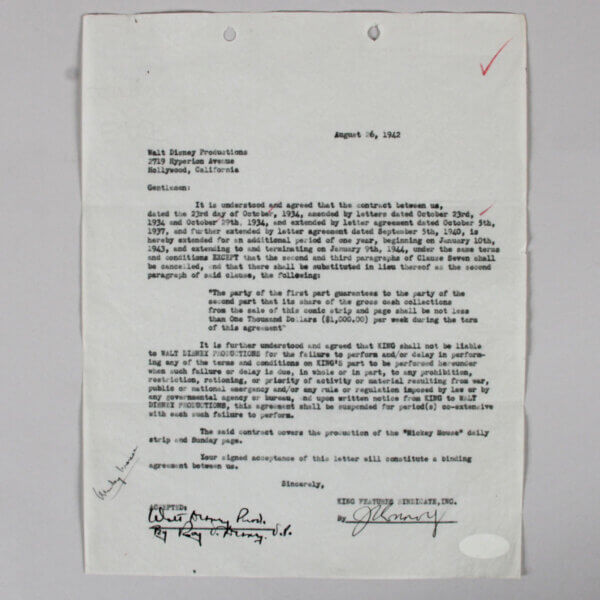 August 26, 1942
Walt Disney Productions
2719 Hyperion Avenue
Hollywood, California
Gentlemen:
It is understood and agreed that the contract between us,
dated the 23rd day of October, 1934, amended by letters dated October 23rd,
1934 and October 29th, 1934, and extended by letter agreement dated October 5th,
1937, and further extended by letter agreement dated September 5th, 1940, is
hereby extended for an additional period of one year, beginning on January 10th,
1943, and extending to and terminating on January 9th, 1944, under the same terms
and conditions EXCEPT that the second and third paragraphs of Clause Seven shall
be cancelled, and that there shall be substituted in lieu thereof as the second
paragraph of said clause, the following:
"The party of the first part guarantees to the party of the
second part that its share of the gross cash collections
from the sale of this comic strip and page shall be not less
than One Thousand Dollars ($1,000.00) per week during the term
of this agreement"
It is further understood and agreed that KING shall not be liable
to WALT DISNEY PRODUCTIONS for the failure to perform and/or delay in perform-
ing any of the terms and conditions on KING'S part to be performed hereunder
when such failure or delay is due, in whole or in part, to any prohibition,
restriction, rationing, or priority of activity or material resulting from war,
public or national emergency and/or any rule or regulation imposed by law or by
any governmental agency or bureau, and upon written notice from KING to WALT
DISNEY PRODUCTIONS, this agreement shall be suspended for period(s) co-extensive
with each such failure to perform.
The said contract covers the production of the "Mickey Mouse" daily
strip and Sunday page.
Your signed acceptance of this letter will constitute a binding
agreement between us.
Sincerely,
KING FEATURES SYNDICATE, INC.
By
ACCEPTED:
Walt Disney Prod.
By Roy O. Disney. V.P.